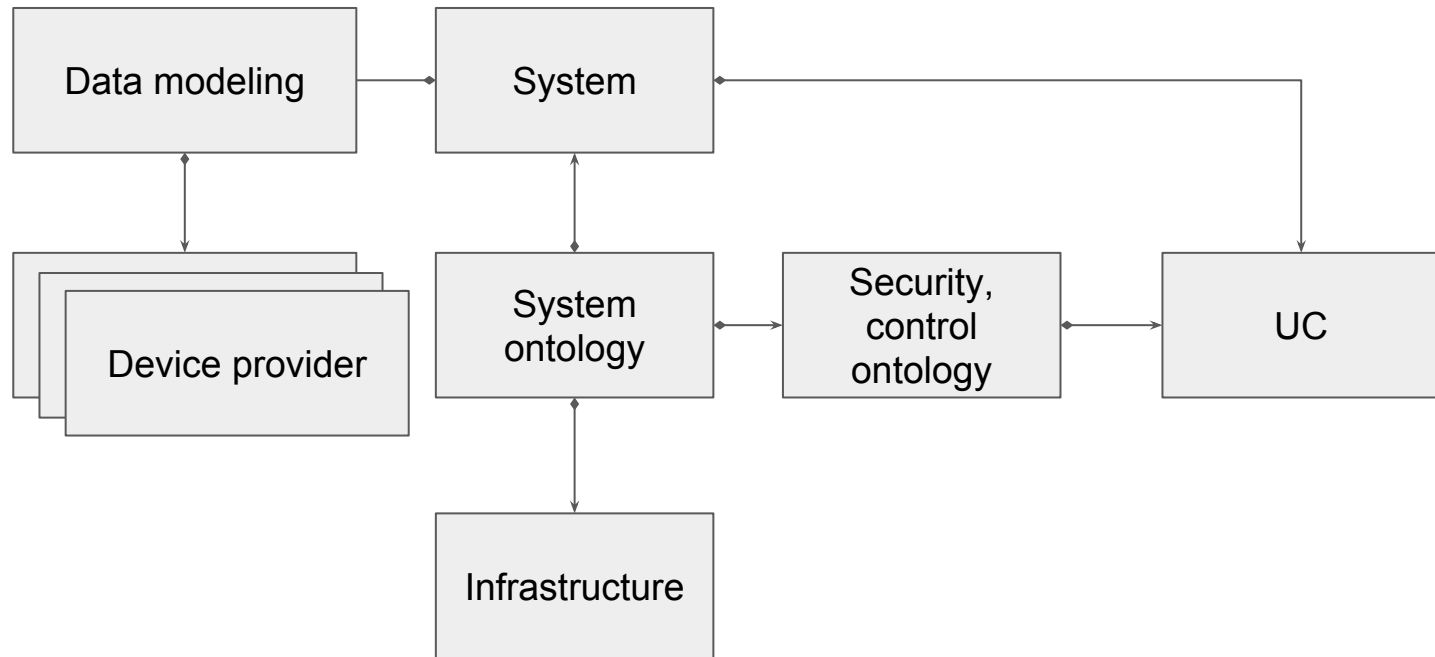 Data modeling
System
Device provider
System
ontology
Security,
control
ontology
UC
Infrastructure